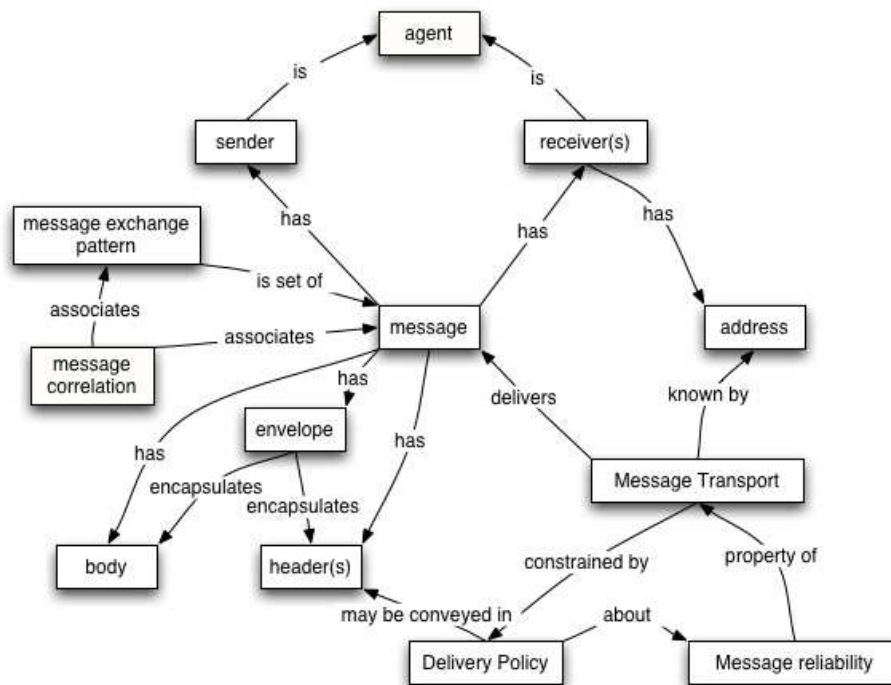 agent
is
is
sender
receiver(s)
has
has
has
message exchange
pattern
is set of
associates
associates
message
address
message
correlation
has
delivers
known by
envelope
has
has
encapsulates
encapsulates
Message Transport
body
header(s)
constrained by
property of
may be conveyed in
about
Delivery Policy
Message reliability